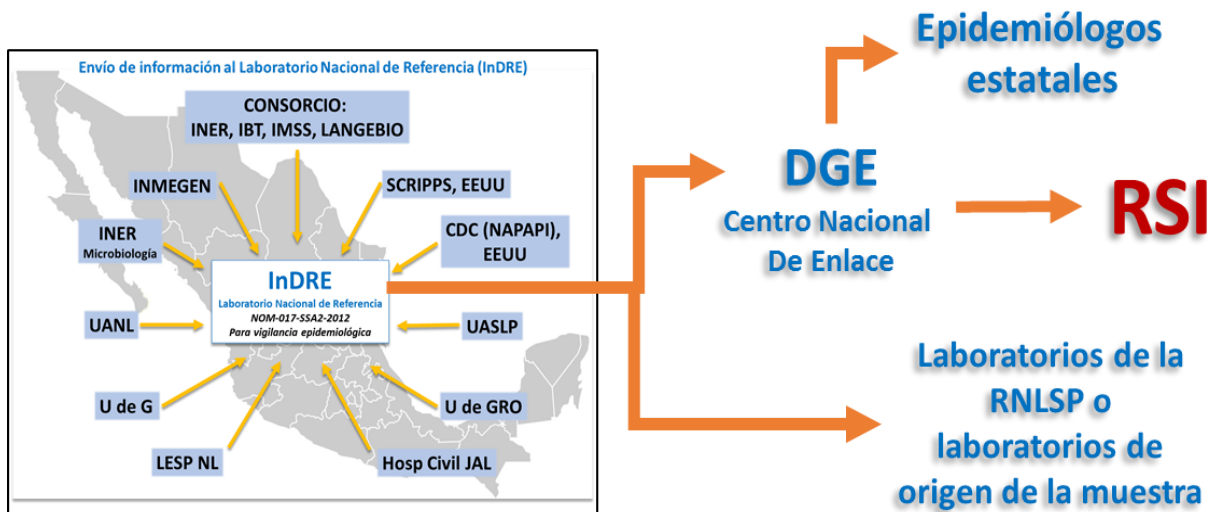 Envío de información al Laboratorio Nacional de Referencia (InDRE)
CONSORCIO:
INER, IBT, IMSS, LANGEBIO
INMEGEN
SCRIPPS, EEUU
INER
Microbiología
CDC (NAPAPI),
EEUU
InDRE
Laboratorio Nacional de Referencia
NOM-017-SSA2-2012
Para vigilancia epidemiológica
UANL
UASLP
U de G
U de GRO
LESP NL
Hosp Civil JAL
Epidemiólogos
estatales
DGE
Centro Nacional
De Enlace
RSI
Laboratorios de la
RNLSP o
laboratorios de
origen de la muestra